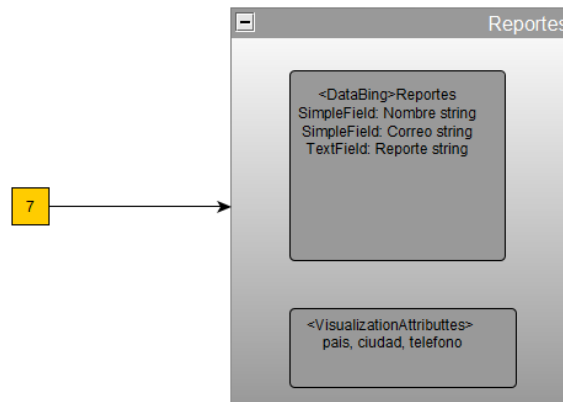 Reportes
<DataBing>Reportes
SimpleField: Nombre string
SimpleField: Correo string
TextField: Reporte string
7
<VisualizationAttributtes>
pais, ciudad, telefono